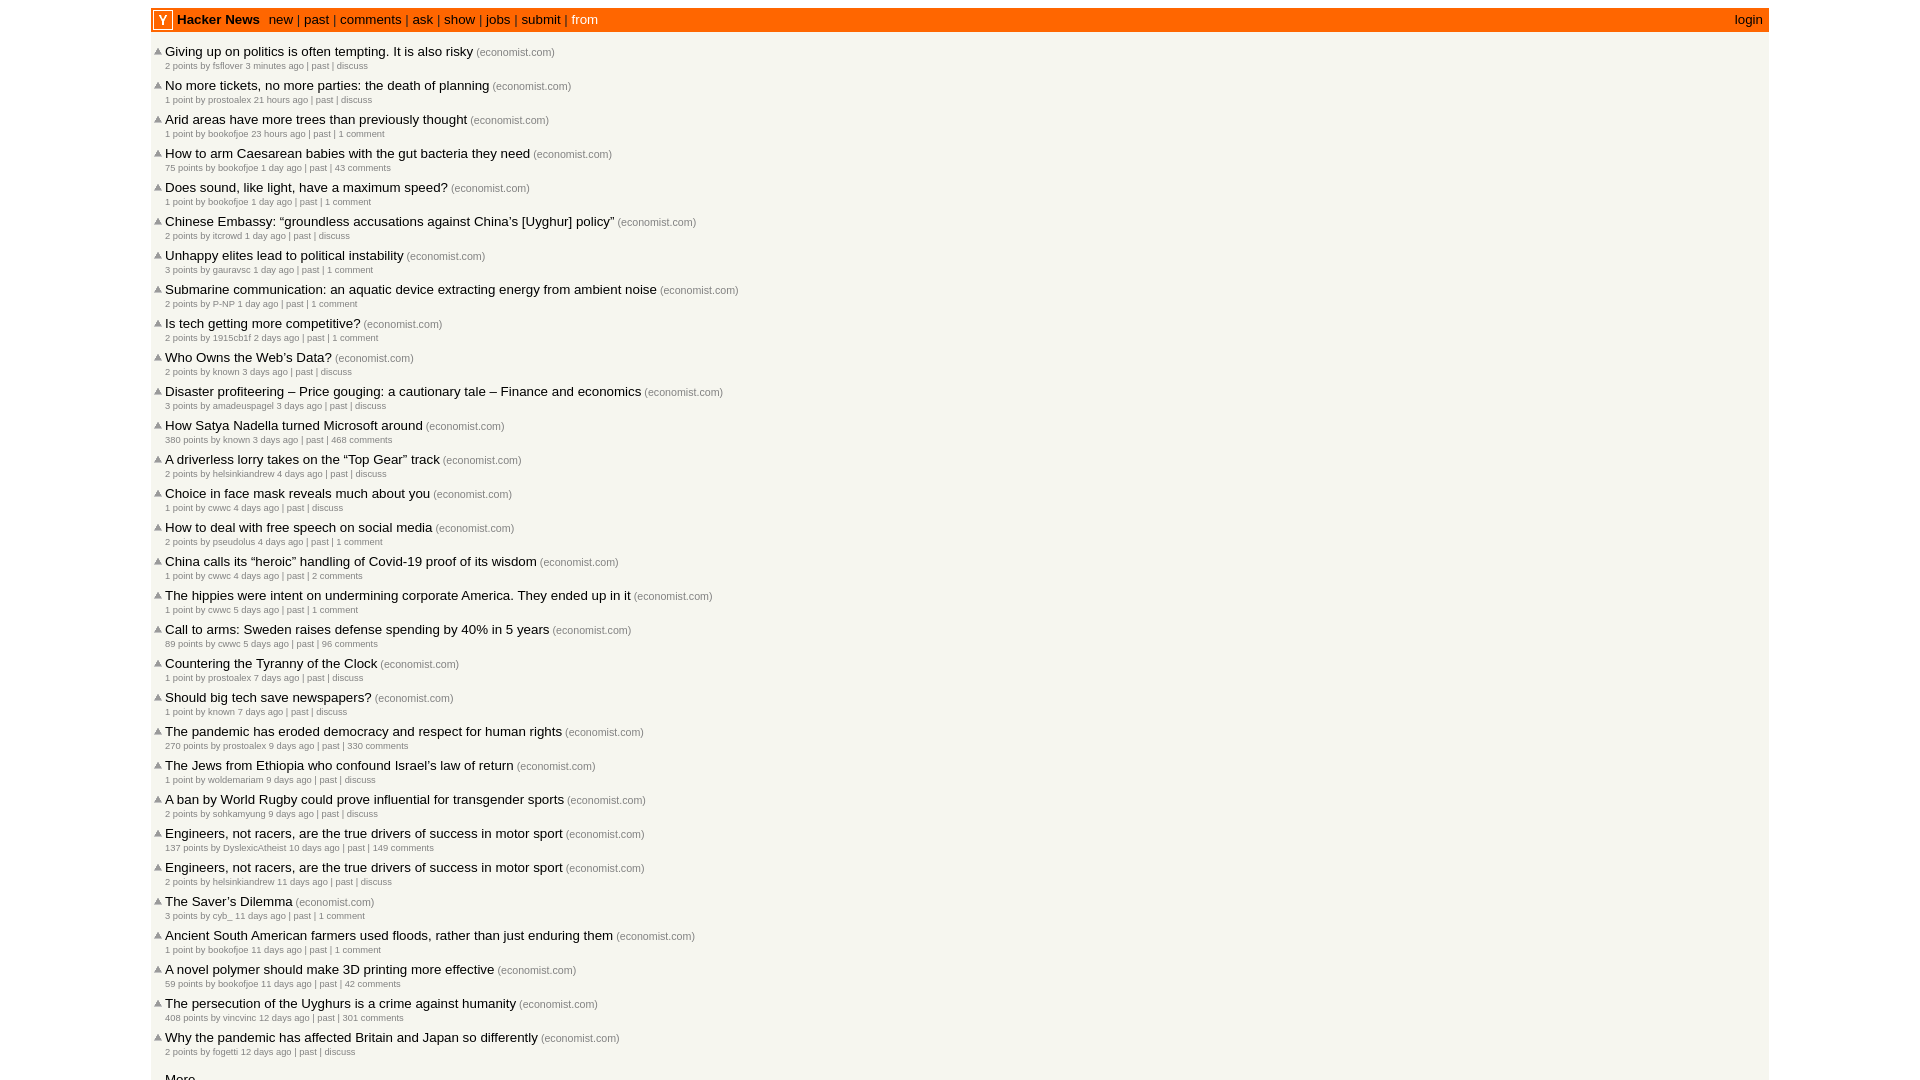 Y Hacker News new | past | comments | ask | show | jobs | submit | from login
Giving up on politics is often tempting. It is also risky (economist.com)
2 points by fsflover 3 minutes ago | past | discuss
No more tickets, no more parties: the death of planning (economist.com)
1 point by prostoalex 21 hours ago | past | discuss
Arid areas have more trees than previously thought (economist.com)
1 point by bookofjoe 23 hours ago | past | 1 comment
How to arm Caesarean babies with the gut bacteria they need (economist.com)
75 points by bookofjoe 1 day ago | past | 43 comments
Does sound, like light, have a maximum speed? (economist.com)
1 point by bookofjoe 1 day ago | past | 1 comment
Chinese Embassy: “groundless accusations against China’s [Uyghur] policy” (economist.com)
2 points by itcrowd 1 day ago | past | discuss
Unhappy elites lead to political instability (economist.com)
3 points by gauravsc 1 day ago | past | 1 comment
Submarine communication: an aquatic device extracting energy from ambient noise (economist.com)
2 points by P-NP 1 day ago | past | 1 comment
Is tech getting more competitive? (economist.com)
2 points by 1915cb1f 2 days ago | past | 1 comment
Who Owns the Web’s Data? (economist.com)
2 points by known 3 days ago | past | discuss
Disaster profiteering – Price gouging: a cautionary tale – Finance and economics (economist.com)
3 points by amadeuspagel 3 days ago | past | discuss
How Satya Nadella turned Microsoft around (economist.com)
380 points by known 3 days ago | past | 468 comments
A driverless lorry takes on the “Top Gear” track (economist.com)
2 points by helsinkiandrew 4 days ago | past | discuss
Choice in face mask reveals much about you (economist.com)
1 point by cwwc 4 days ago | past | discuss
How to deal with free speech on social media (economist.com)
2 points by pseudolus 4 days ago | past | 1 comment
China calls its “heroic” handling of Covid-19 proof of its wisdom (economist.com)
1 point by cwwc 4 days ago | past | 2 comments
The hippies were intent on undermining corporate America. They ended up in it (economist.com)
1 point by cwwc 5 days ago | past | 1 comment
Call to arms: Sweden raises defense spending by 40% in 5 years (economist.com)
89 points by cwwc 5 days ago | past | 96 comments
Countering the Tyranny of the Clock (economist.com)
1 point by prostoalex 7 days ago | past | discuss
Should big tech save newspapers? (economist.com)
1 point by known 7 days ago | past | discuss
The pandemic has eroded democracy and respect for human rights (economist.com)
270 points by prostoalex 9 days ago | past | 330 comments
The Jews from Ethiopia who confound Israel’s law of return (economist.com)
1 point by woldemariam 9 days ago | past | discuss
A ban by World Rugby could prove influential for transgender sports (economist.com)
2 points by sohkamyung 9 days ago | past | discuss
Engineers, not racers, are the true drivers of success in motor sport (economist.com)
137 points by DyslexicAtheist 10 days ago | past | 149 comments
Engineers, not racers, are the true drivers of success in motor sport (economist.com)
2 points by helsinkiandrew 11 days ago | past | discuss
The Saver’s Dilemma (economist.com)
3 points by cyb_ 11 days ago | past | 1 comment
Ancient South American farmers used floods, rather than just enduring them (economist.com)
1 point by bookofjoe 11 days ago | past | 1 comment
A novel polymer should make 3D printing more effective (economist.com)
59 points by bookofjoe 11 days ago | past | 42 comments
The persecution of the Uyghurs is a crime against humanity (economist.com)
408 points by vincvinc 12 days ago | past | 301 comments
Why the pandemic has affected Britain and Japan so differently (economist.com)
2 points by fogetti 12 days ago | past | discuss
More